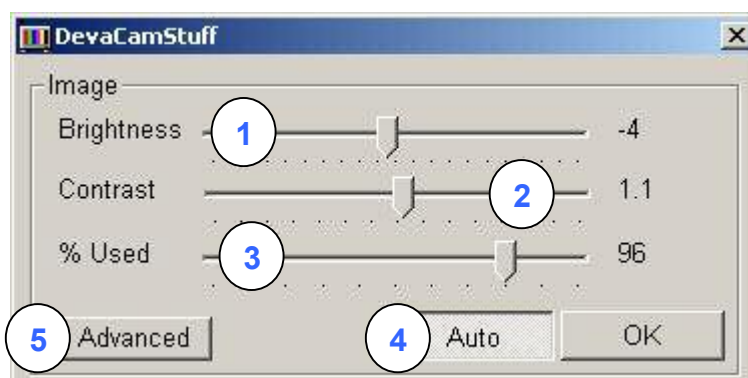 DevaCamStuff
Image
Brightness 1 -4
Contrast 2 1.1
% Used 3 96
5 Advanced 4 Auto OK